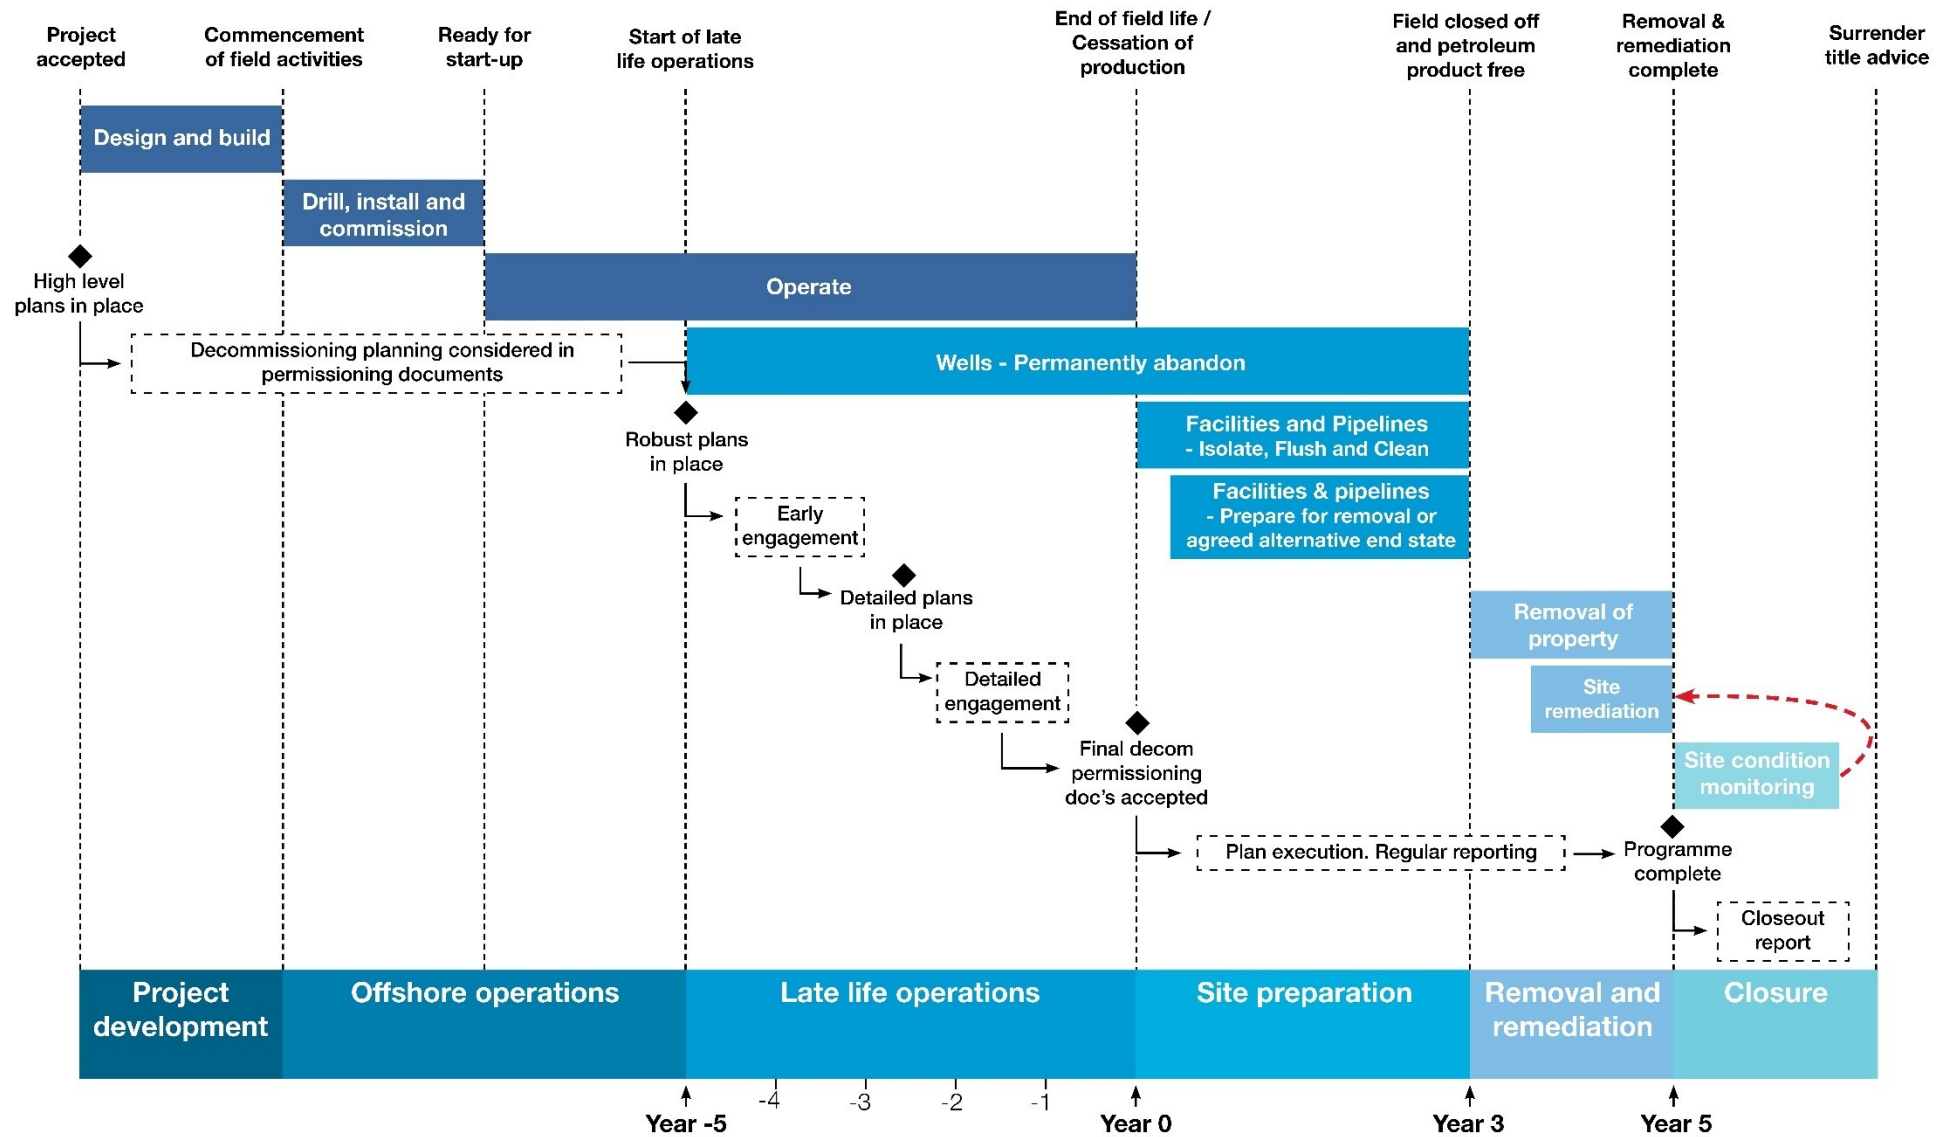 Project
accepted
Commencement
of field activities
Ready for
start-up
Start of late
life operations
End of field life /
Cessation of
production
Field closed off
and petroleum
product free
Removal &
remediation
complete
Surrender
title advice
Design and build
Drill, install and
commission
High level
plans in place
Operate
Decommissioning planning considered in
permissioning documents
Wells - Permanently abandon
Robust plans
in place
Facilities and Pipelines
- Isolate, Flush and Clean
Facilities & pipelines
- Prepare for removal or
agreed alternative end state
Early
engagement
Detailed plans
in place
Removal of
property
Detailed
engagement
Site
remediation
Final decom
permissioning
doc's accepted
Site condition
monitoring
Plan execution. Regular reporting
Programme
complete
Closeout
report
Project
development
Offshore operations
Late life operations
Site preparation
Removal and
remediation
Closure
-4
-3
-2
-1
Year -5
Year 0
Year 3
Year 5